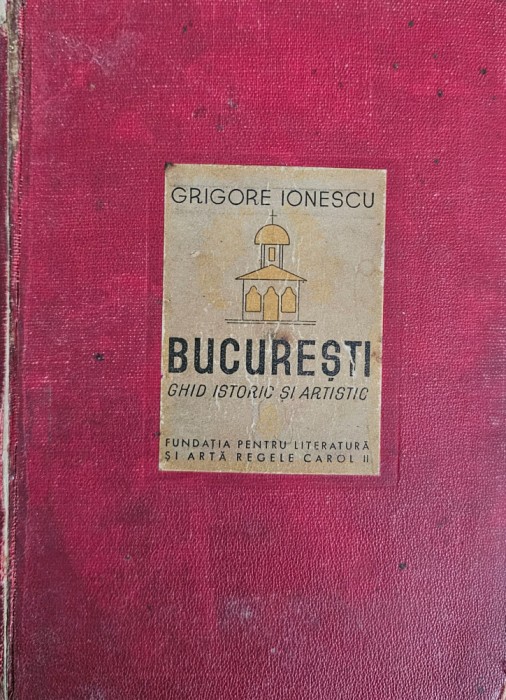 GRIGORE IONESCU
BUCUREȘTI
GHID ISTORIC ȘI ARTISTIC
FUNDAȚIA PENTRU LITERATURĂ
ȘI ARTĂ REGELE CAROL II